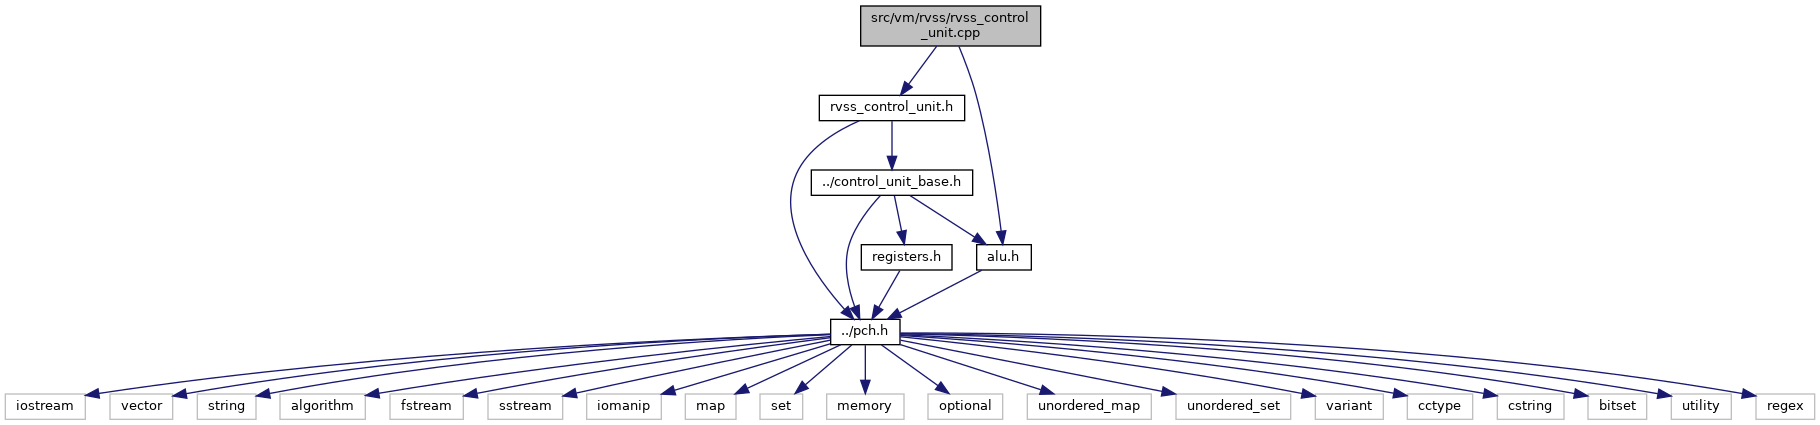 src/vm/rvss/rvss_control
_unit.cpp
rvss_control_unit.h
../control_unit_base.h
registers.h
alu.h
../pch.h
iostream
vector
string
algorithm
fstream
sstream
iomanip
map
set
memory
optional
unordered_map
unordered_set
variant
cctype
cstring
bitset
utility
regex